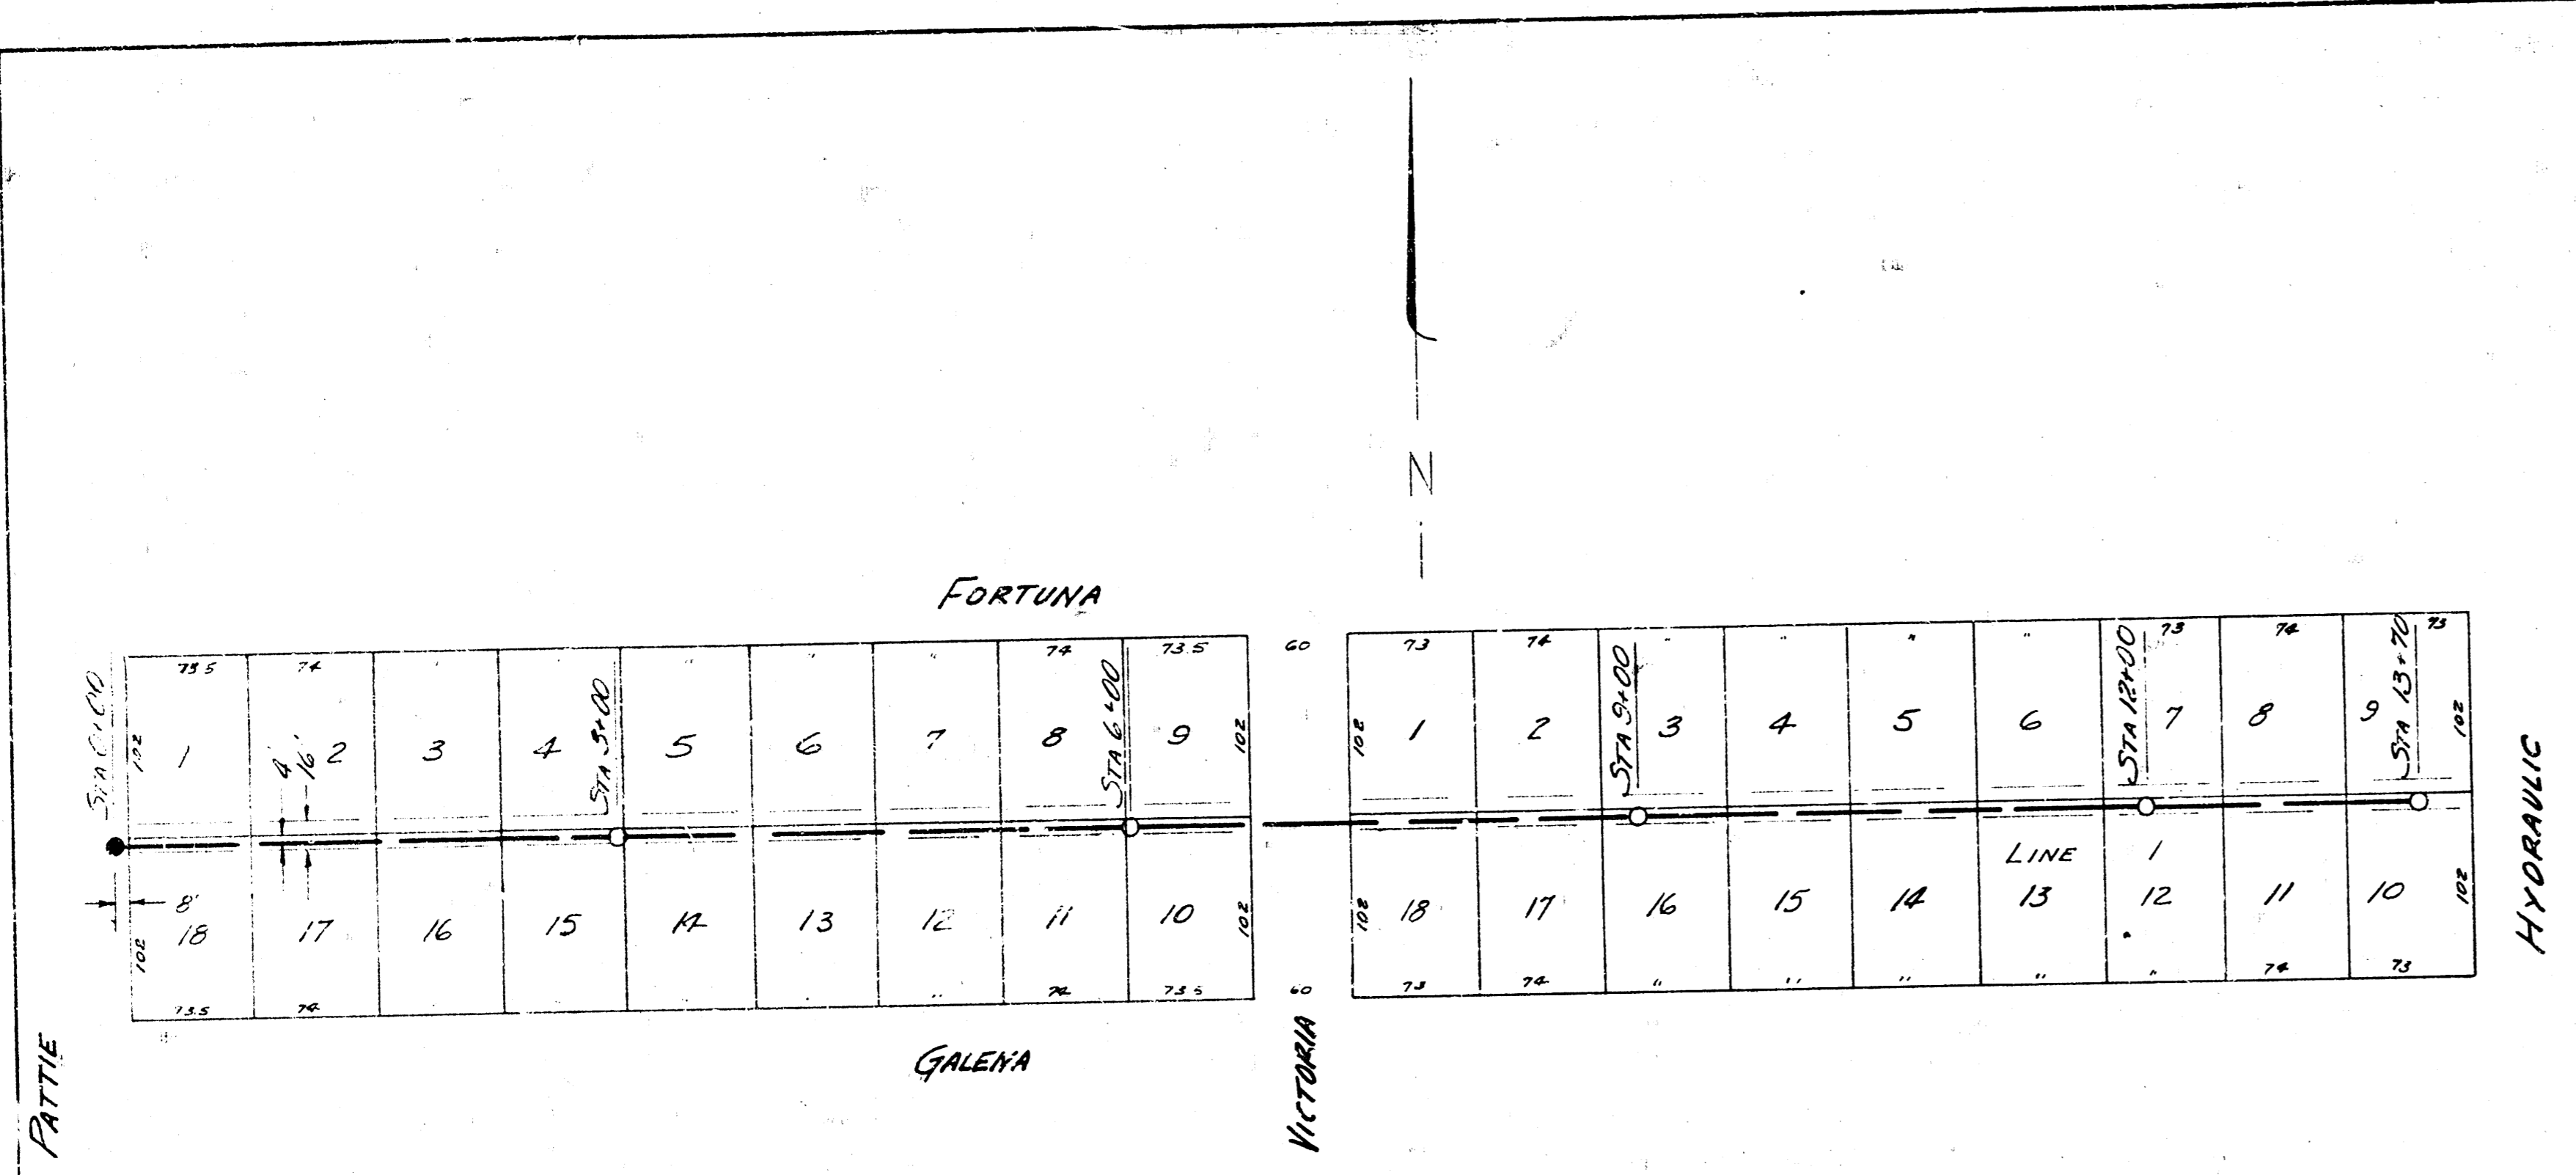 N
FORTUNA
73.5 74 " " " 74 73.5 60 73 74 " " " " 73 74 73
STA 0+00
STA 3+00
STA 6+00
STA 9+00
STA 12+00
STA 13+70
102 1 2 3 4 5 6 7 8 9 102
102 1 2 3 4 5 6 7 8 9 102
4' 16'
LINE 1
8'
102 18 17 16 15 14 13 12 11 10 102
102 18 17 16 15 14 13 12 11 10 102
73.5 74 " 74 73.5 60 73 74 " " " " " 74 73
GALENA
PATTIE
VICTORIA
HYDRAULIC